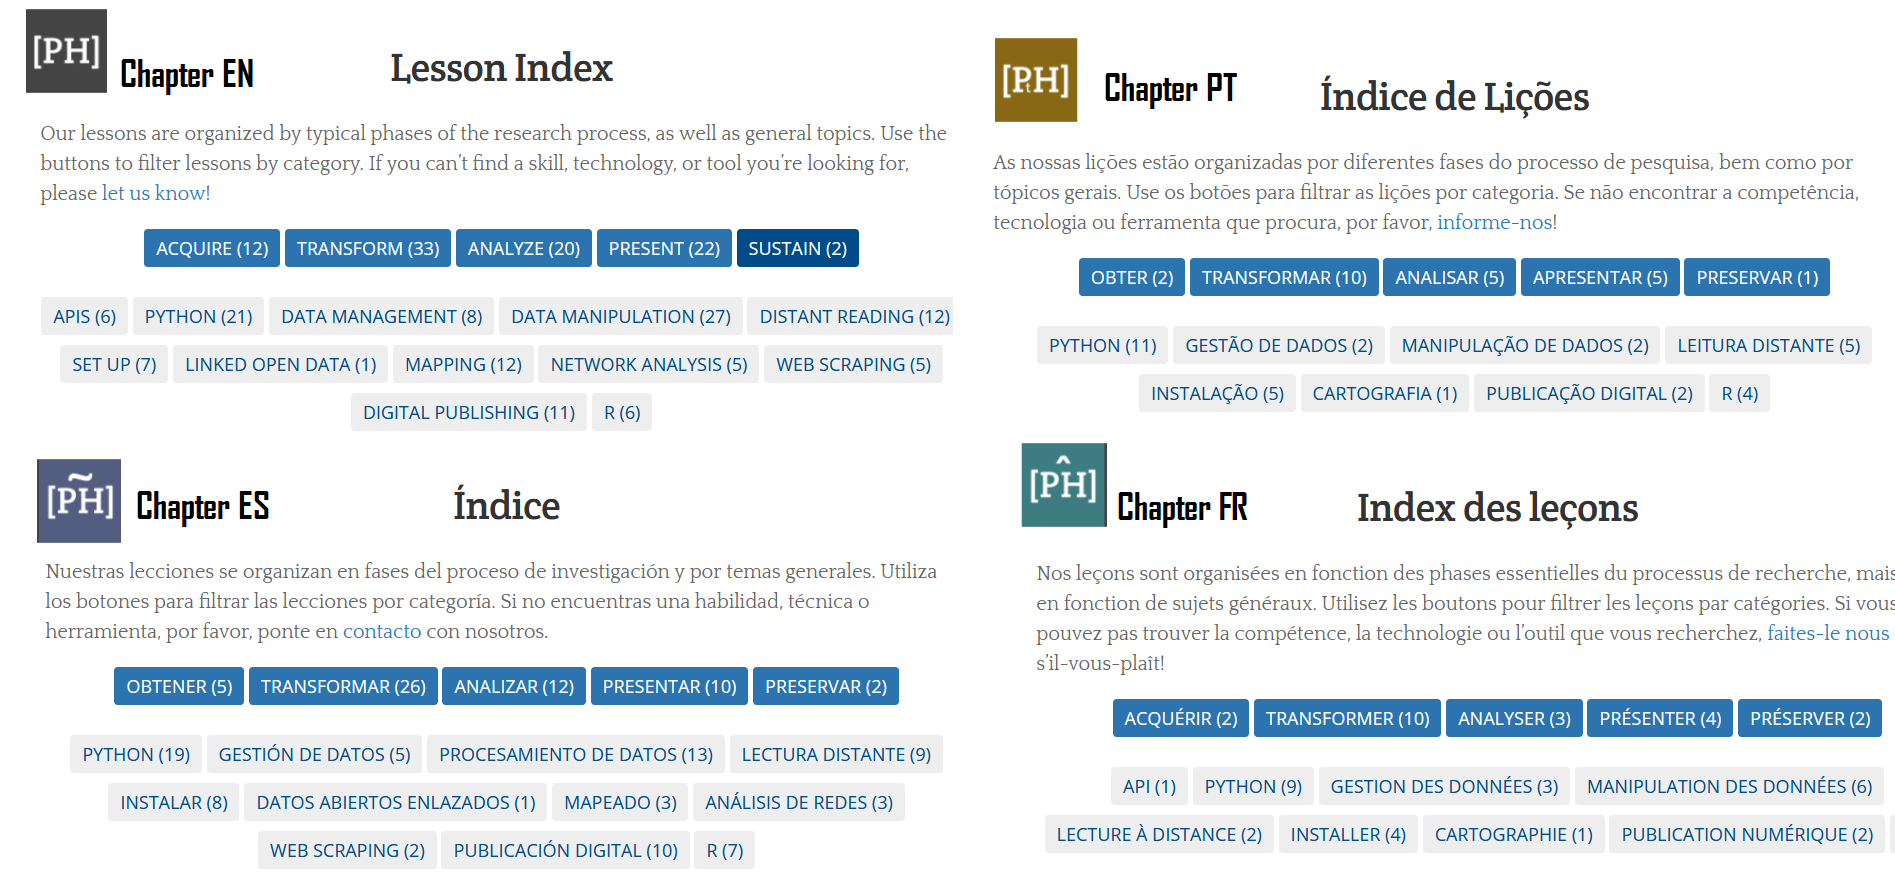 [PH]
Chapter EN
Lesson Index
Our lessons are organized by typical phases of the research process, as well as general topics. Use the
buttons to filter lessons by category. If you can’t find a skill, technology, or tool you’re looking for,
please let us know!
ACQUIRE (12) TRANSFORM (33) ANALYZE (20) PRESENT (22) SUSTAIN (2)
APIS (6) PYTHON (21) DATA MANAGEMENT (8) DATA MANIPULATION (27) DISTANT READING (12)
SET UP (7) LINKED OPEN DATA (1) MAPPING (12) NETWORK ANALYSIS (5) WEB SCRAPING (5)
DIGITAL PUBLISHING (11) R (6)
[PtH]
Chapter PT
Índice de Lições
As nossas lições estão organizadas por diferentes fases do processo de pesquisa, bem como por
tópicos gerais. Use os botões para filtrar as lições por categoria. Se não encontrar a competência,
tecnologia ou ferramenta que procura, por favor, informe-nos!
OBTER (2) TRANSFORMAR (10) ANALISAR (5) APRESENTAR (5) PRESERVAR (1)
PYTHON (11) GESTÃO DE DADOS (2) MANIPULAÇÃO DE DADOS (2) LEITURA DISTANTE (5)
INSTALAÇÃO (5) CARTOGRAFIA (1) PUBLICAÇÃO DIGITAL (2) R (4)
[P̃H]
Chapter ES
Índice
Nuestras lecciones se organizan en fases del proceso de investigación y por temas generales. Utiliza
los botones para filtrar las lecciones por categoría. Si no encuentras una habilidad, técnica o
herramienta, por favor, ponte en contacto con nosotros.
OBTENER (5) TRANSFORMAR (26) ANALIZAR (12) PRESENTAR (10) PRESERVAR (2)
PYTHON (19) GESTIÓN DE DATOS (5) PROCESAMIENTO DE DATOS (13) LECTURA DISTANTE (9)
INSTALAR (8) DATOS ABIERTOS ENLAZADOS (1) MAPEADO (3) ANÁLISIS DE REDES (3)
WEB SCRAPING (2) PUBLICACIÓN DIGITAL (10) R (7)
[P̂H]
Chapter FR
Index des leçons
Nos leçons sont organisées en fonction des phases essentielles du processus de recherche, mais
en fonction de sujets généraux. Utilisez les boutons pour filtrer les leçons par catégories. Si vous
pouvez pas trouver la compétence, la technologie ou l’outil que vous recherchez, faites-le nous
s’il-vous-plaît!
ACQUÉRIR (2) TRANSFORMER (10) ANALYSER (3) PRÉSENTER (4) PRÉSERVER (2)
API (1) PYTHON (9) GESTION DES DONNÉES (3) MANIPULATION DES DONNÉES (6)
LECTURE À DISTANCE (2) INSTALLER (4) CARTOGRAPHIE (1) PUBLICATION NUMÉRIQUE (2)